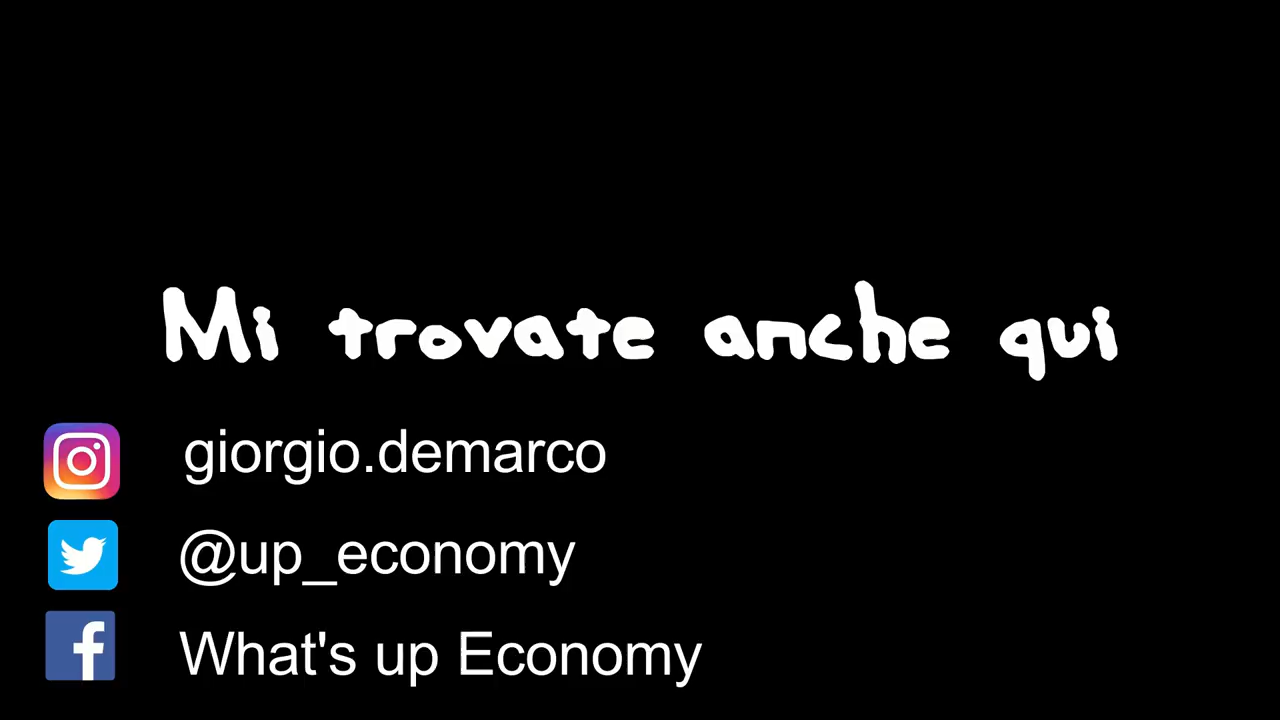 Mi trovate anche qui
giorgio.demarco
@up_economy
What's up Economy